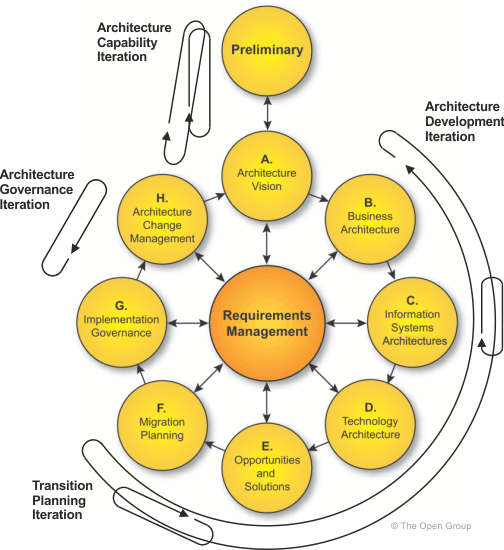 Architecture
Capability
Iteration
Preliminary
Architecture
Development
Iteration
A.
Architecture
Vision
Architecture
Governance
Iteration
H.
Architecture
Change
Management
B.
Business
Architecture
G.
Implementation
Governance
Requirements
Management
C.
Information
Systems
Architectures
F.
Migration
Planning
D.
Technology
Architecture
E.
Opportunities
and
Solutions
Transition
Planning
Iteration
© The Open Group